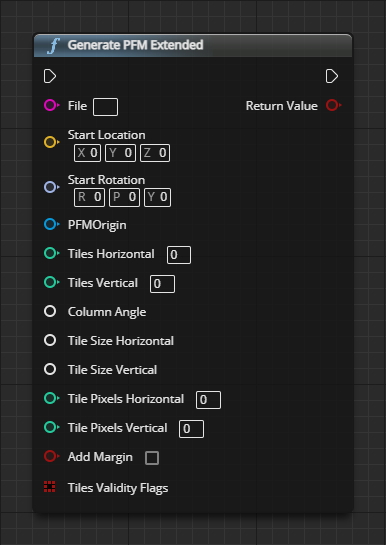 f Generate PFM Extended
File Return Value
Start Location
X 0 Y 0 Z 0
Start Rotation
R 0 P 0 Y 0
PFMOrigin
Tiles Horizontal 0
Tiles Vertical 0
Column Angle
Tile Size Horizontal
Tile Size Vertical
Tile Pixels Horizontal 0
Tile Pixels Vertical 0
Add Margin
Tiles Validity Flags